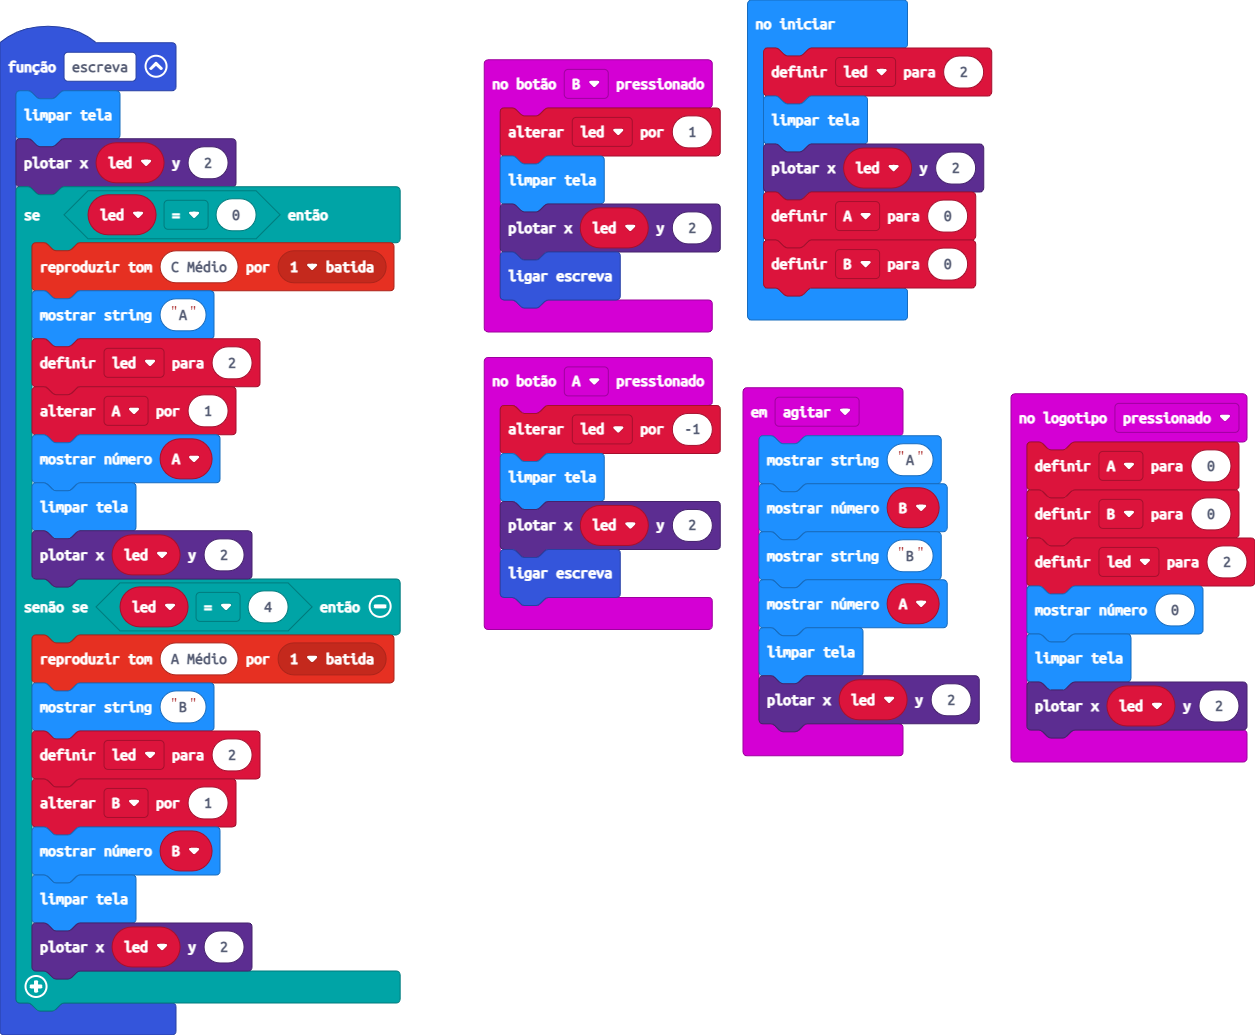 função escreva
limpar tela
plotar x led y 2
se led = 0 então
reproduzir tom C Médio por 1 batida
mostrar string "A"
definir led para 2
alterar A por 1
mostrar número A
limpar tela
plotar x led y 2
senão se led = 4 então
reproduzir tom A Médio por 1 batida
mostrar string "B"
definir led para 2
alterar B por 1
mostrar número B
limpar tela
plotar x led y 2
no botão B pressionado
alterar led por 1
limpar tela
plotar x led y 2
ligar escreva
no botão A pressionado
alterar led por -1
limpar tela
plotar x led y 2
ligar escreva
no iniciar
definir led para 2
limpar tela
plotar x led y 2
definir A para 0
definir B para 0
em agitar
mostrar string "A"
mostrar número B
mostrar string "B"
mostrar número A
limpar tela
plotar x led y 2
no logotipo pressionado
definir A para 0
definir B para 0
definir led para 2
mostrar número 0
limpar tela
plotar x led y 2